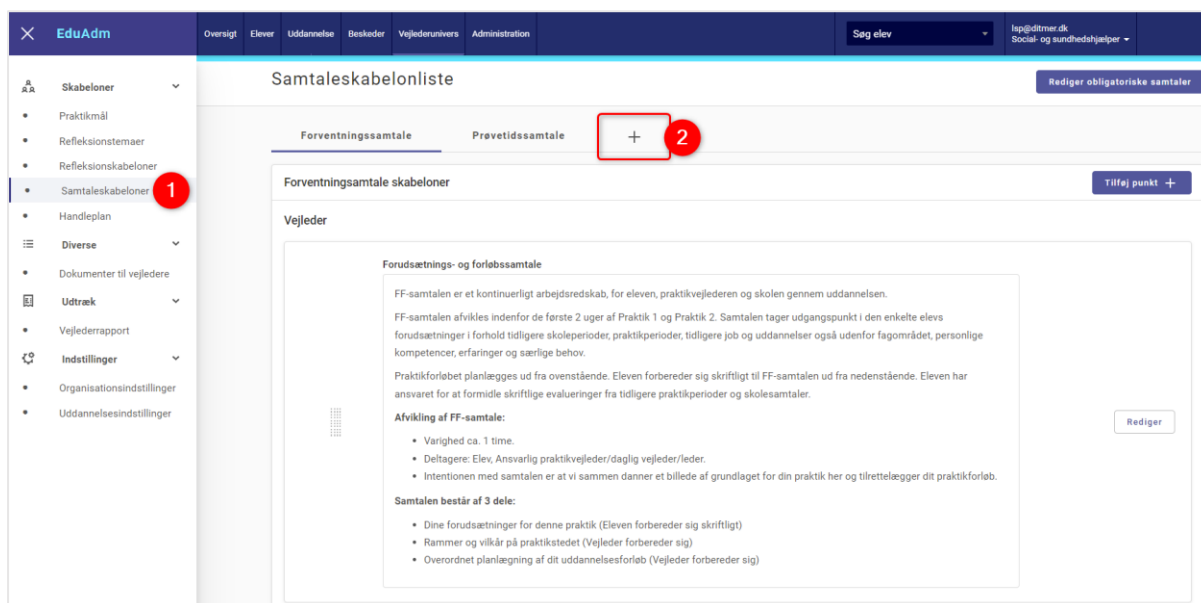 EduAdm
Oversigt Elever Uddannelse Beskeder Vejlederunivers Administration
Søg elev
lsp@ditmer.dk
Social- og sundhedshjælper
Skabeloner
Praktikmål
Refleksionstemaer
Refleksionskabeloner
Samtaleskabeloner
1
Handleplan
Diverse
Dokumenter til vejledere
Udtræk
Vejlederrapport
Indstillinger
Organisationsindstillinger
Uddannelsesindstillinger
Samtaleskabelonliste
Rediger obligatoriske samtaler
Forventningssamtale Prøvetidssamtale + 2
Forventningsamtale skabeloner
Tilføj punkt +
Vejleder
Forudsætnings- og forløbssamtale
FF-samtalen er et kontinuerligt arbejdsredskab, for eleven, praktikvejlederen og skolen gennem uddannelsen.
FF-samtalen afvikles indenfor de første 2 uger af Praktik 1 og Praktik 2. Samtalen tager udgangspunkt i den enkelte elevs
forudsætninger i forhold tidligere skoleperioder, praktikperioder, tidligere job og uddannelser også udenfor fagområdet, personlige
kompetencer, erfaringer og særlige behov.
Praktikforløbet planlægges ud fra ovenstående. Eleven forbereder sig skriftligt til FF-samtalen ud fra nedenstående. Eleven har
ansvaret for at formidle skriftlige evalueringer fra tidligere praktikperioder og skolesamtaler.
Afvikling af FF-samtale:
• Varighed ca. 1 time.
• Deltagere: Elev, Ansvarlig praktikvejleder/daglig vejleder/leder.
• Intentionen med samtalen er at vi sammen danner et billede af grundlaget for din praktik her og tilrettelægger dit praktikforløb.
Samtalen består af 3 dele:
• Dine forudsætninger for denne praktik (Eleven forbereder sig skriftligt)
• Rammer og vilkår på praktikstedet (Vejleder forbereder sig)
• Overordnet planlægning af dit uddannelsesforløb (Vejleder forbereder sig)
Rediger